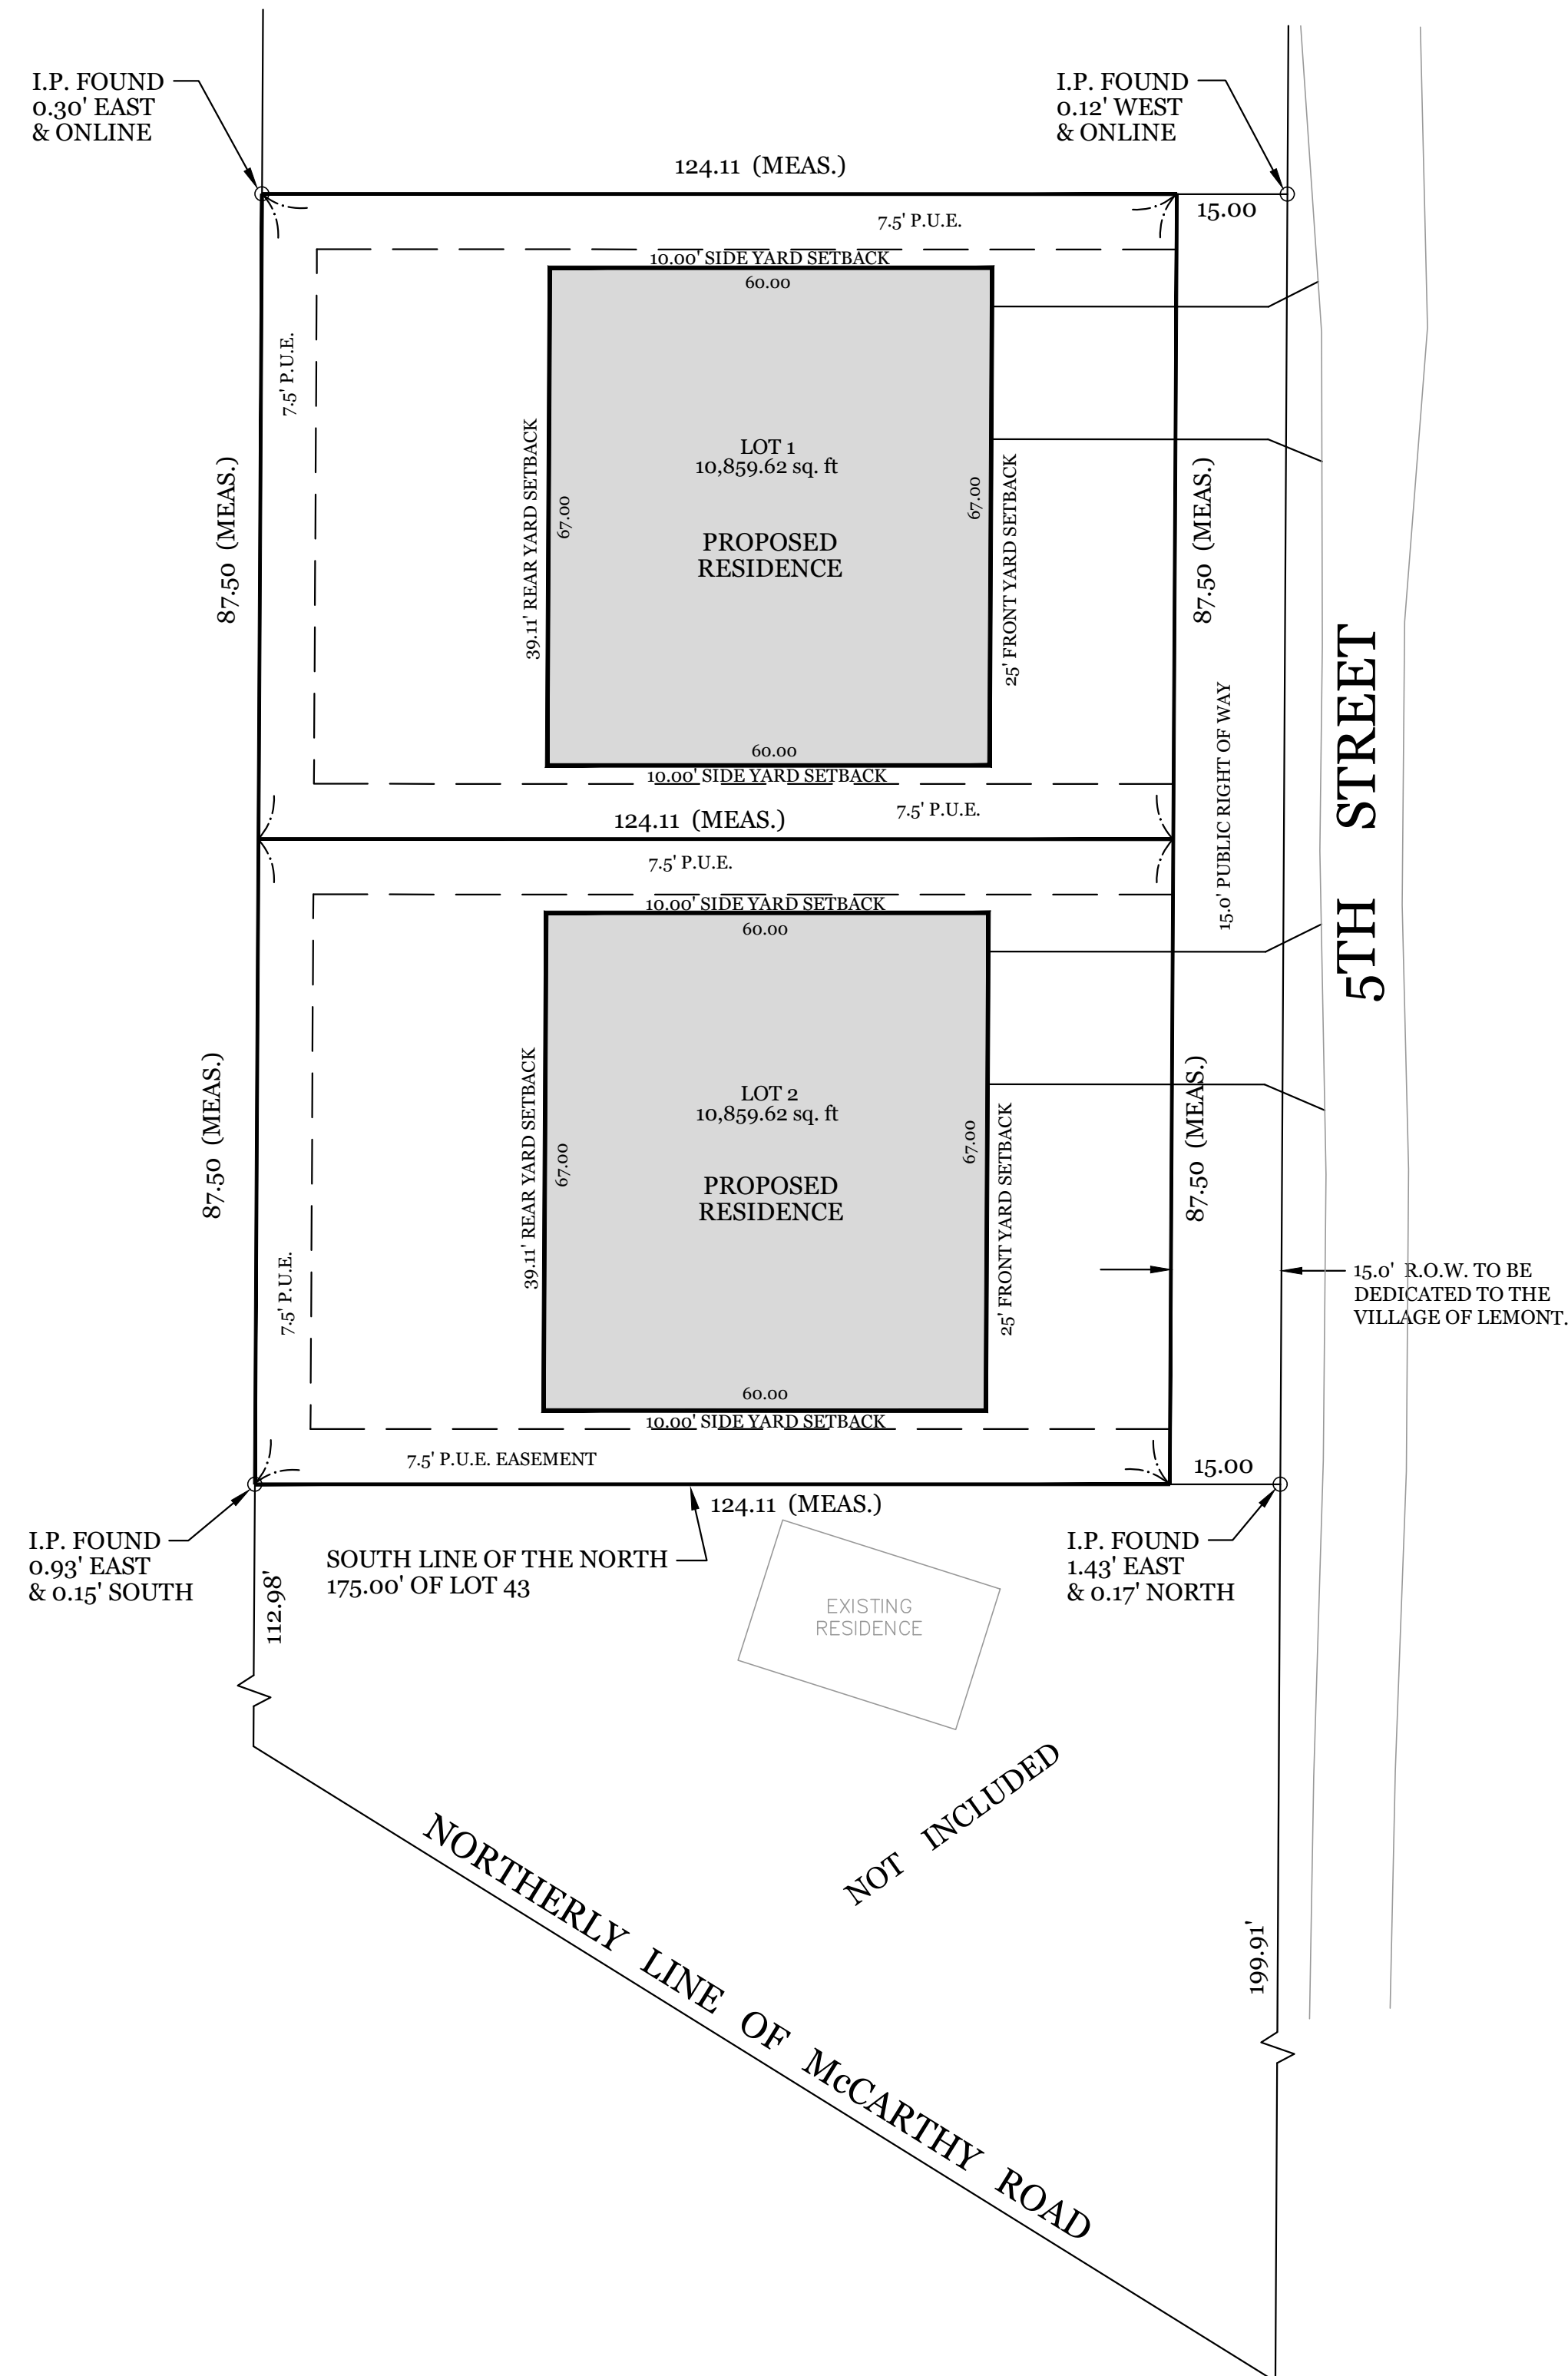 I.P. FOUND
0.30' EAST
& ONLINE
I.P. FOUND
0.12' WEST
& ONLINE
124.11 (MEAS.)
15.00
7.5' P.U.E.
10.00' SIDE YARD SETBACK
60.00
7.5' P.U.E.
87.50 (MEAS.)
39.11' REAR YARD SETBACK
67.00
LOT 1
10,859.62 sq. ft
PROPOSED
RESIDENCE
67.00
25' FRONT YARD SETBACK
87.50 (MEAS.)
60.00
10.00' SIDE YARD SETBACK
7.5' P.U.E.
124.11 (MEAS.)
15.0' PUBLIC RIGHT OF WAY
5TH STREET
7.5' P.U.E.
10.00' SIDE YARD SETBACK
60.00
87.50 (MEAS.)
39.11' REAR YARD SETBACK
67.00
LOT 2
10,859.62 sq. ft
PROPOSED
RESIDENCE
67.00
25' FRONT YARD SETBACK
87.50 (MEAS.)
7.5' P.U.E.
15.0' R.O.W. TO BE
DEDICATED TO THE
VILLAGE OF LEMONT.
60.00
10.00' SIDE YARD SETBACK
7.5' P.U.E. EASEMENT
15.00
124.11 (MEAS.)
I.P. FOUND
0.93' EAST
& 0.15' SOUTH
112.98'
SOUTH LINE OF THE NORTH
175.00' OF LOT 43
I.P. FOUND
1.43' EAST
& 0.17' NORTH
EXISTING
RESIDENCE
NOT INCLUDED
NORTHERLY LINE OF McCARTHY ROAD
199.91'